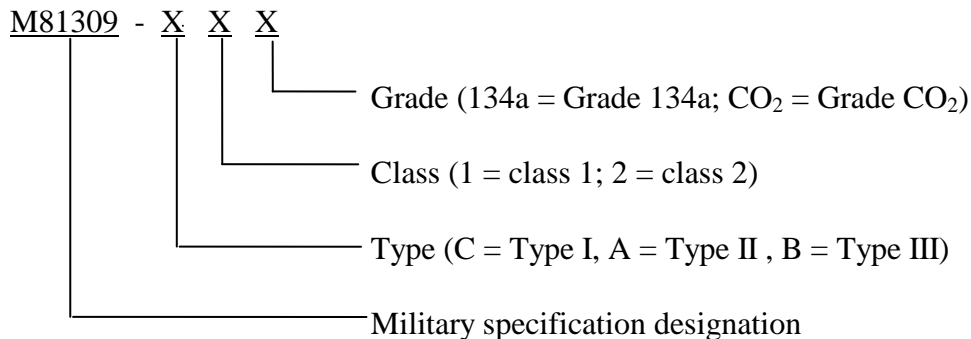 M81309 - X X X
Grade (134a = Grade 134a; CO₂ = Grade CO₂)
Class (1 = class 1; 2 = class 2)
Type (C = Type I, A = Type II , B = Type III)
Military specification designation